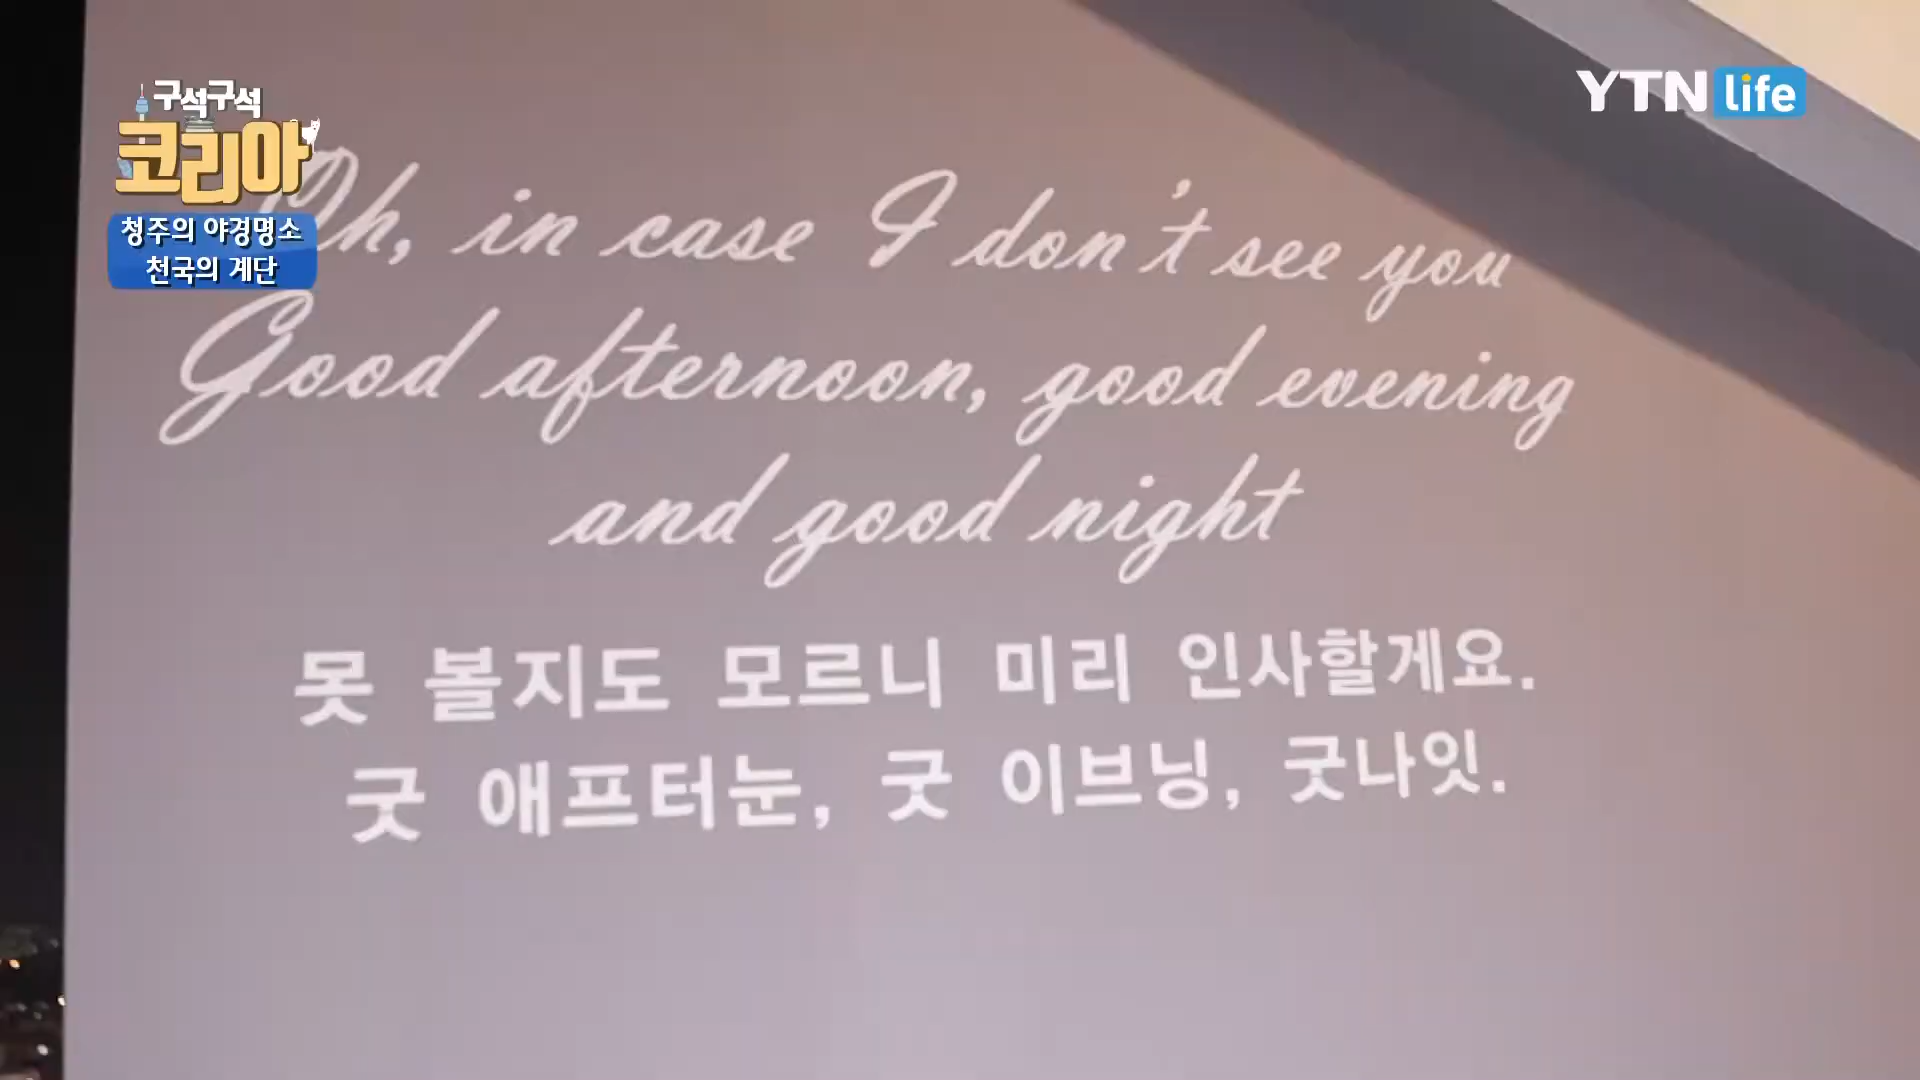 구석구석
코리아
청주의 야경명소
천국의 계단
YTN life
Oh, in case I don't see you
Good afternoon, good evening
and good night
못 볼지도 모르니 미리 인사할게요.
굿 애프터눈, 굿 이브닝, 굿나잇.